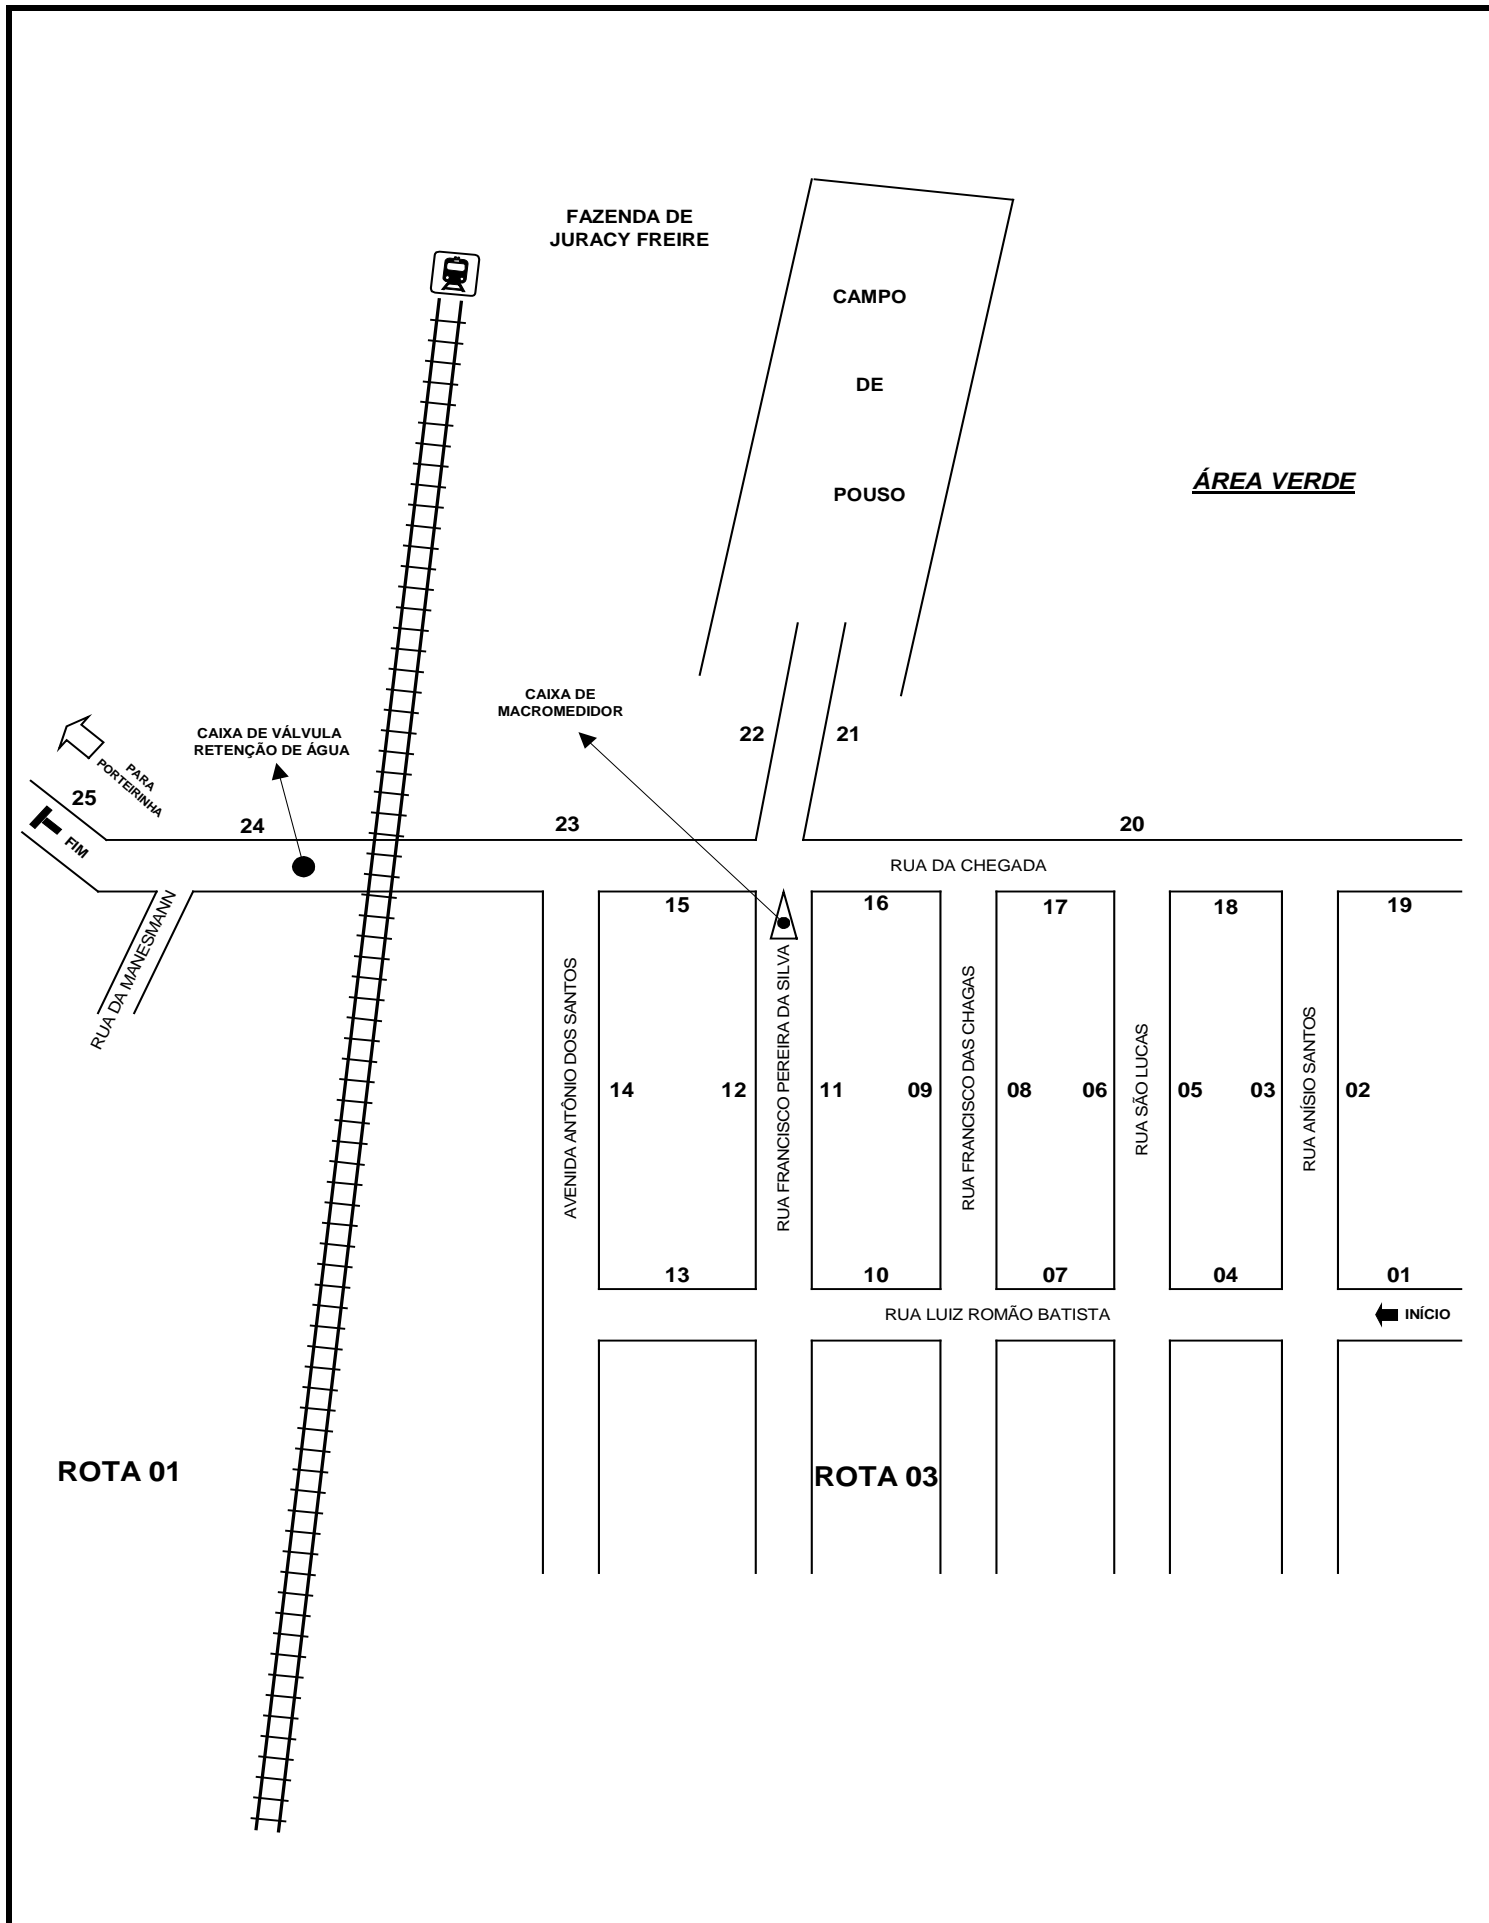 FAZENDA DE
JURACY FREIRE
CAMPO
DE
POUSO
ÁREA VERDE
CAIXA DE
MACROMEDIDOR
22
21
CAIXA DE VÁLVULA
RETENÇÃO DE ÁGUA
PARA
PORTEIRINHA
25
FIM
24
23
20
RUA DA CHEGADA
15
16
17
18
19
RUA DA MANESMANN
AVENIDA ANTÔNIO DOS SANTOS
RUA FRANCISCO PEREIRA DA SILVA
RUA FRANCISCO DAS CHAGAS
RUA SÃO LUCAS
RUA ANÍSIO SANTOS
14
12
11
09
08
06
05
03
02
13
10
07
04
01
RUA LUIZ ROMÃO BATISTA
INÍCIO
ROTA 01
ROTA 03